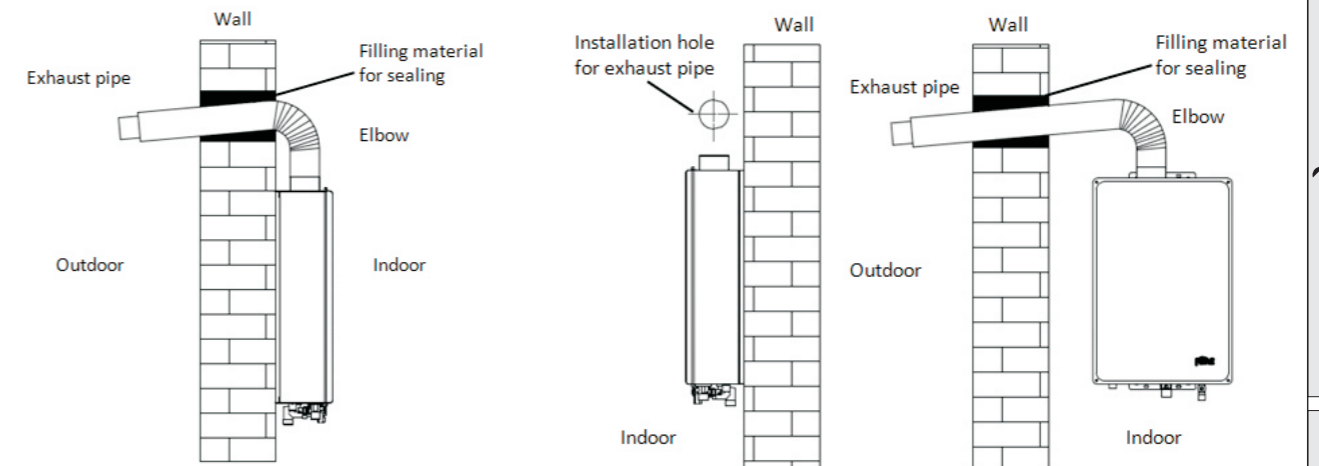 Wall
Filling material
for sealing
Exhaust pipe
Elbow
Outdoor
Indoor
Installation hole
for exhaust pipe
Wall
Indoor
Wall
Filling material
for sealing
Exhaust pipe
Elbow
Outdoor
Indoor